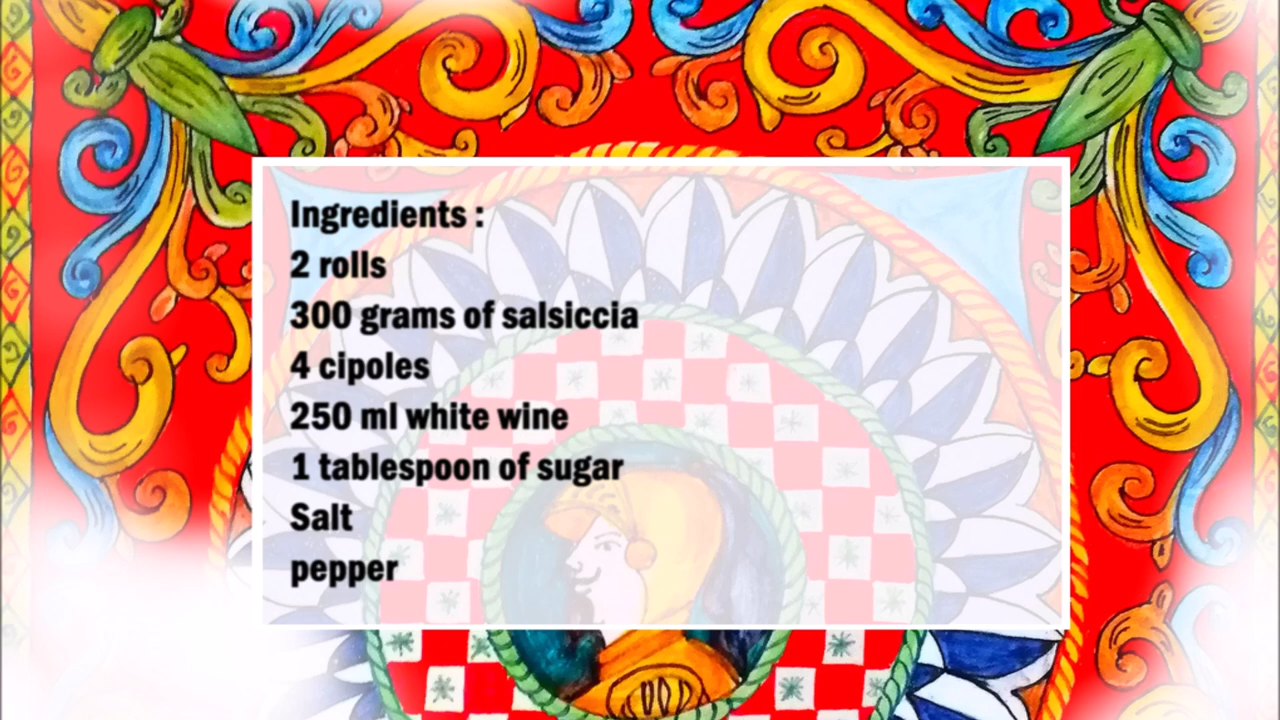 Ingredients :
2 rolls
300 grams of salsiccia
4 cipoles
250 ml white wine
1 tablespoon of sugar
Salt
pepper